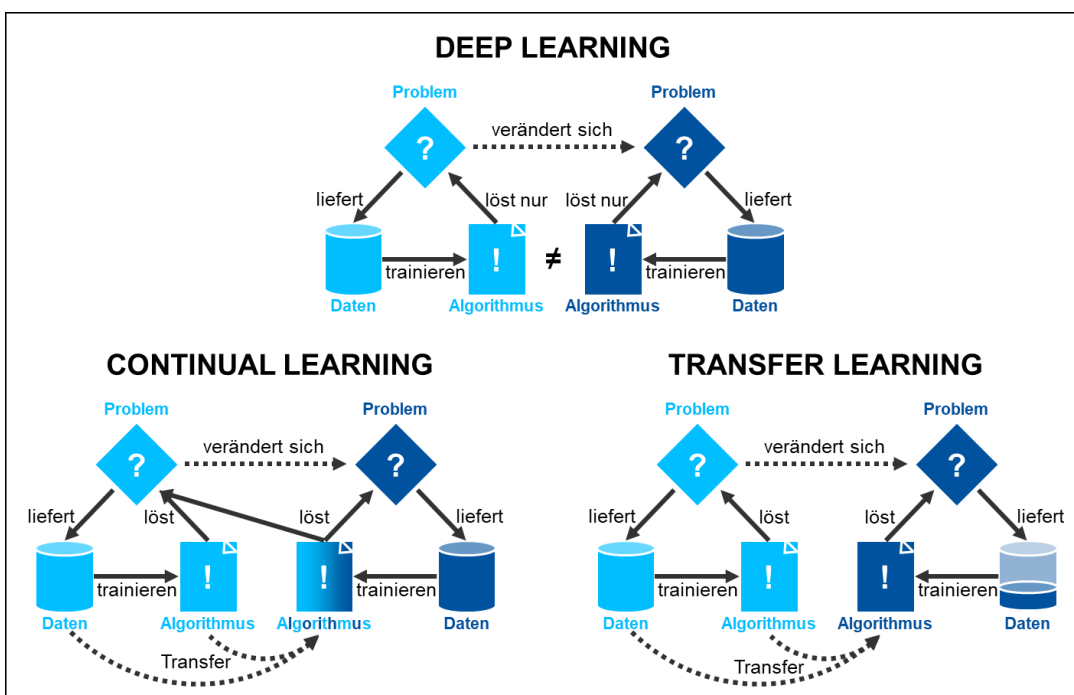 DEEP LEARNING
Problem
Problem
?
verändert sich
?
liefert
löst nur
löst nur
liefert
!
≠
!
trainieren
trainieren
Daten
Algorithmus
Algorithmus
Daten
CONTINUAL LEARNING
Problem
Problem
?
verändert sich
?
liefert
löst
löst
liefert
!
!
trainieren
trainieren
Daten
Algorithmus
Algorithmus
Daten
Transfer
TRANSFER LEARNING
Problem
Problem
?
verändert sich
?
liefert
löst
löst
liefert
!
!
trainieren
trainieren
Daten
Algorithmus
Algorithmus
Daten
Transfer